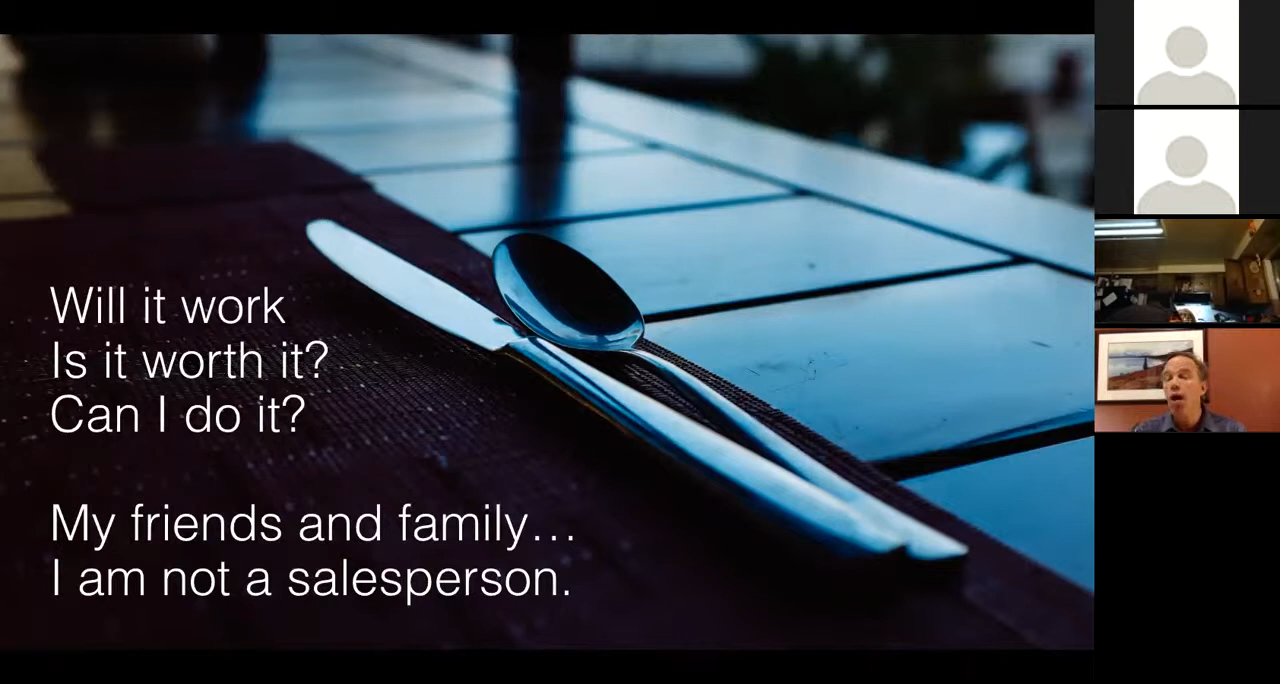 Will it work
Is it worth it?
Can I do it?
My friends and family…
I am not a salesperson.